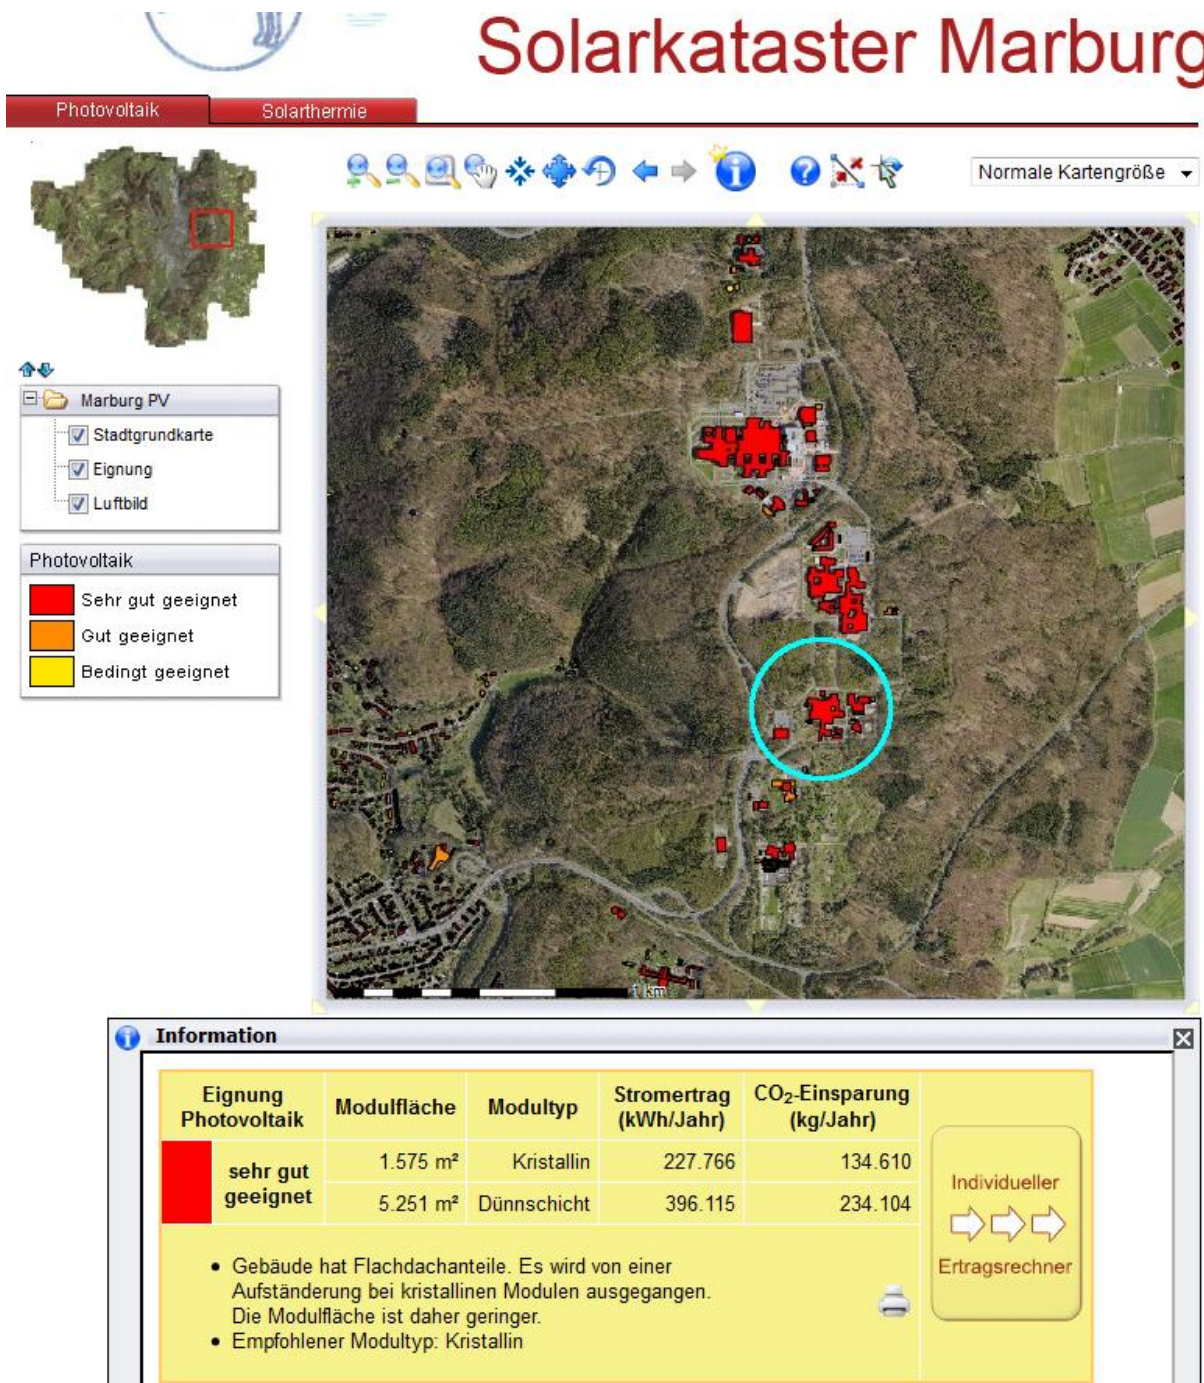 Solarkataster Marburg
Photovoltaik
Solarthermie
Normale Kartengröße
Marburg PV
Stadtgrundkarte
Eignung
Luftbild
Photovoltaik
Sehr gut geeignet
Gut geeignet
Bedingt geeignet
1 km
Information
Eignung Photovoltaik Modulfläche Modultyp Stromertrag (kWh/Jahr) CO₂-Einsparung (kg/Jahr)
sehr gut geeignet
1.575 m² Kristallin 227.766 134.610
5.251 m² Dünnschicht 396.115 234.104
Individueller
Ertragsrechner
• Gebäude hat Flachdachanteile. Es wird von einer
Aufständerung bei kristallinen Modulen ausgegangen.
Die Modulfläche ist daher geringer.
• Empfohlener Modultyp: Kristallin